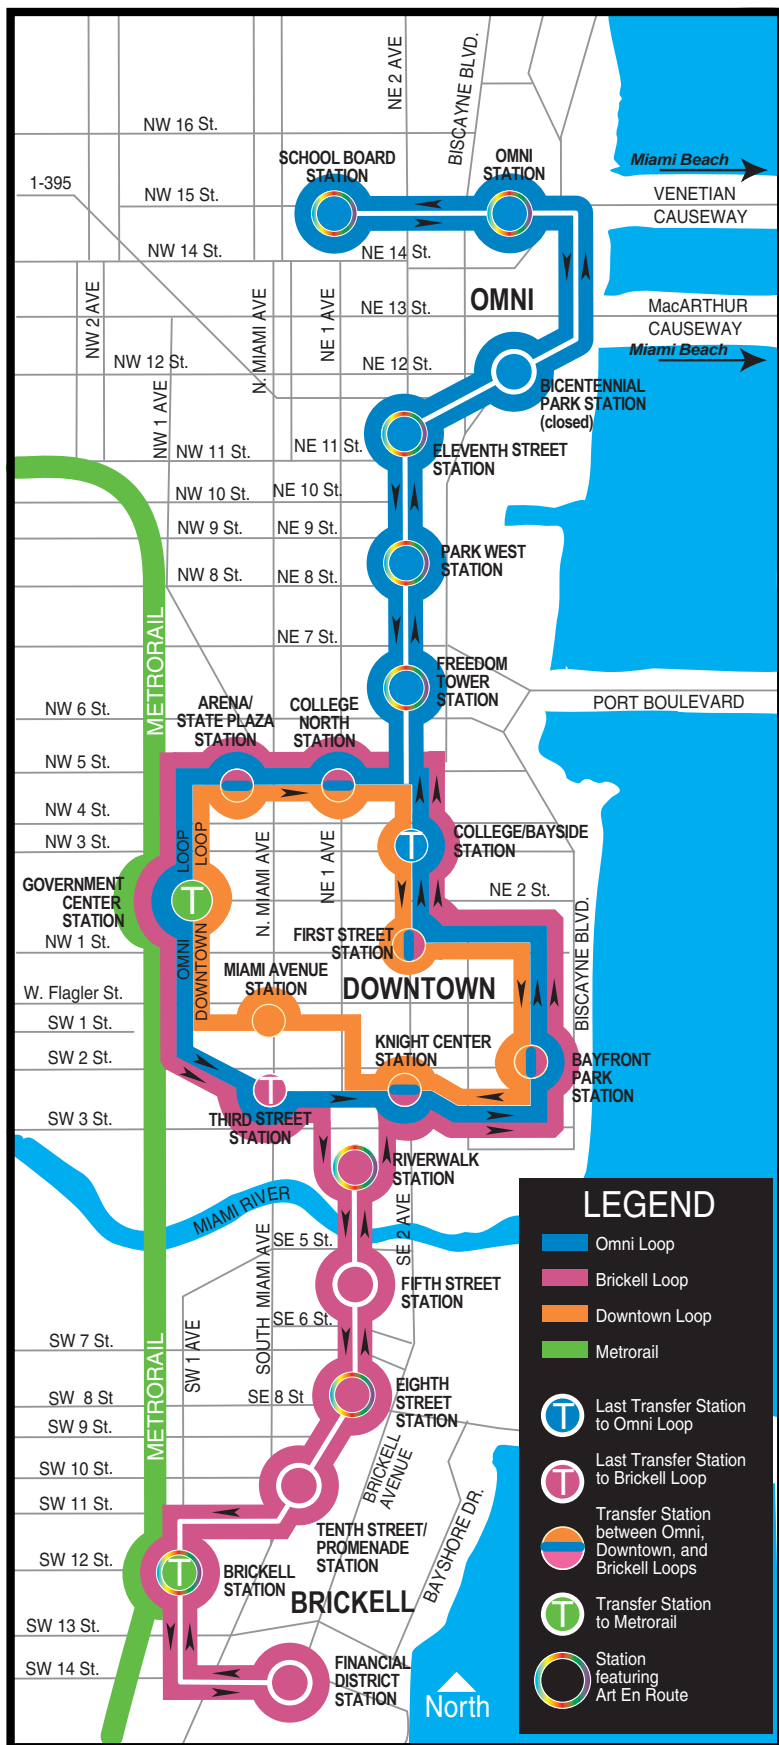 NE 2 AVE
BISCAYNE BLVD.
NW 16 St.
SCHOOL BOARD
STATION
OMNI
STATION
Miami Beach
1-395
NW 15 St.
VENETIAN
CAUSEWAY
NW 14 St.
NE 14 St.
OMNI
NW 2 AVE
N. MIAMI AVE
NE 1 AVE
NE 13 St.
MacARTHUR
CAUSEWAY
Miami Beach
NW 12 St.
NE 12 St.
NW 1 AVE
BICENTENNIAL
PARK STATION
(closed)
NW 11 St.
NE 11 St.
ELEVENTH STREET
STATION
NW 10 St.
NE 10 St.
NW 9 St.
NE 9 St.
PARK WEST
STATION
NW 8 St.
NE 8 St.
METRORAIL
NE 7 St.
FREEDOM
TOWER
STATION
ARENA/
STATE PLAZA
STATION
COLLEGE
NORTH
STATION
PORT BOULEVARD
NW 6 St.
NW 5 St.
NW 4 St.
NW 3 St.
OMNI LOOP
DOWNTOWN LOOP
N. MIAMI AVE
NE 1 AVE
T
COLLEGE/BAYSIDE
STATION
GOVERNMENT
CENTER
STATION
T
NE 2 St.
BISCAYNE BLVD.
NW 1 St.
FIRST STREET
STATION
MIAMI AVENUE
STATION
DOWNTOWN
W. Flagler St.
SW 1 St.
SW 2 St.
KNIGHT CENTER
STATION
BAYFRONT
PARK
STATION
T
THIRD STREET
STATION
SW 3 St.
RIVERWALK
STATION
MIAMI RIVER
SE 2 AVE
SOUTH MIAMI AVE
SE 5 St.
FIFTH STREET
STATION
SE 6 St.
SW 7 St.
SW 1 AVE
METRORAIL
SW 8 St
SE 8 St
EIGHTH
STREET
STATION
SW 9 St.
SW 10 St.
BRICKELL
AVENUE
SW 11 St.
BAYSHORE DR.
TENTH STREET/
PROMENADE
STATION
SW 12 St.
T
BRICKELL
STATION
BRICKELL
SW 13 St.
SW 14 St.
FINANCIAL
DISTRICT
STATION
North
LEGEND
Omni Loop
Brickell Loop
Downtown Loop
Metrorail
T
Last Transfer Station
to Omni Loop
T
Last Transfer Station
to Brickell Loop
Transfer Station
between Omni,
Downtown, and
Brickell Loops
T
Transfer Station
to Metrorail
Station
featuring
Art En Route